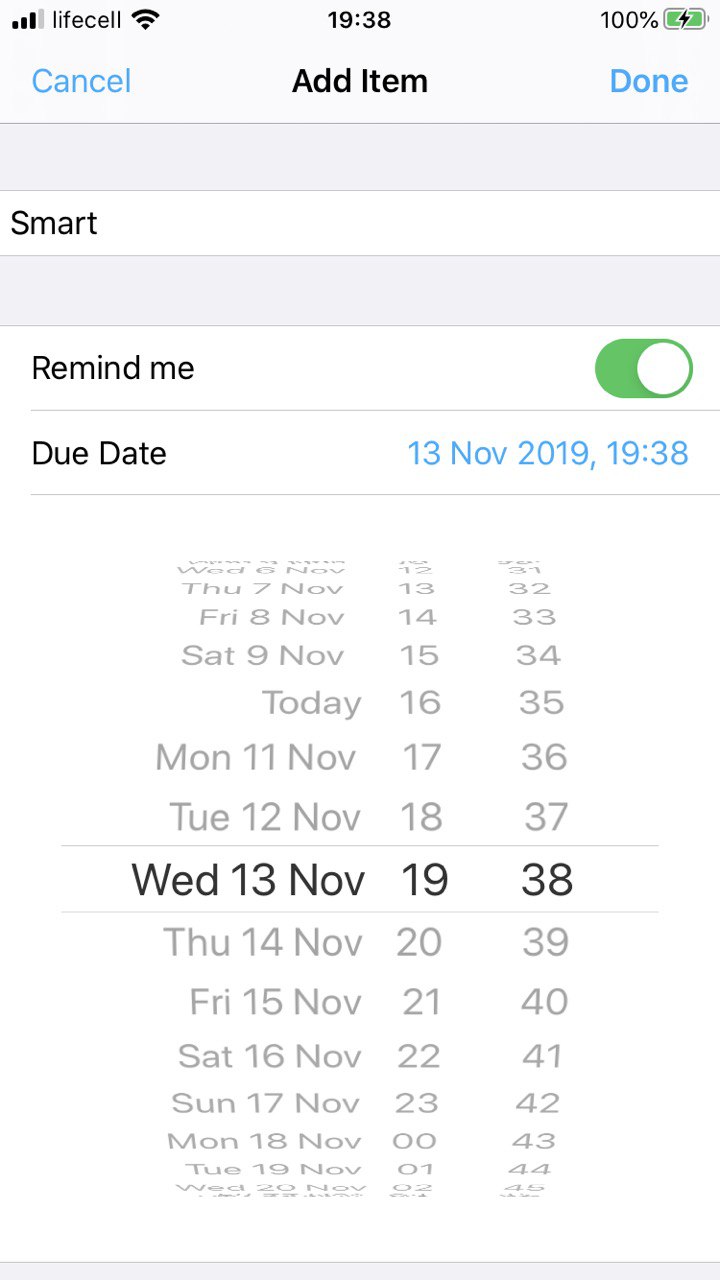 lifecell 19:38 100%
Cancel Add Item Done
Smart
Remind me
Due Date 13 Nov 2019, 19:38
Wed 6 Nov 12 31
Thu 7 Nov 13 32
Fri 8 Nov 14 33
Sat 9 Nov 15 34
Today 16 35
Mon 11 Nov 17 36
Tue 12 Nov 18 37
Wed 13 Nov 19 38
Thu 14 Nov 20 39
Fri 15 Nov 21 40
Sat 16 Nov 22 41
Sun 17 Nov 23 42
Mon 18 Nov 00 43
Tue 19 Nov 01 44
Wed 20 Nov 02 45